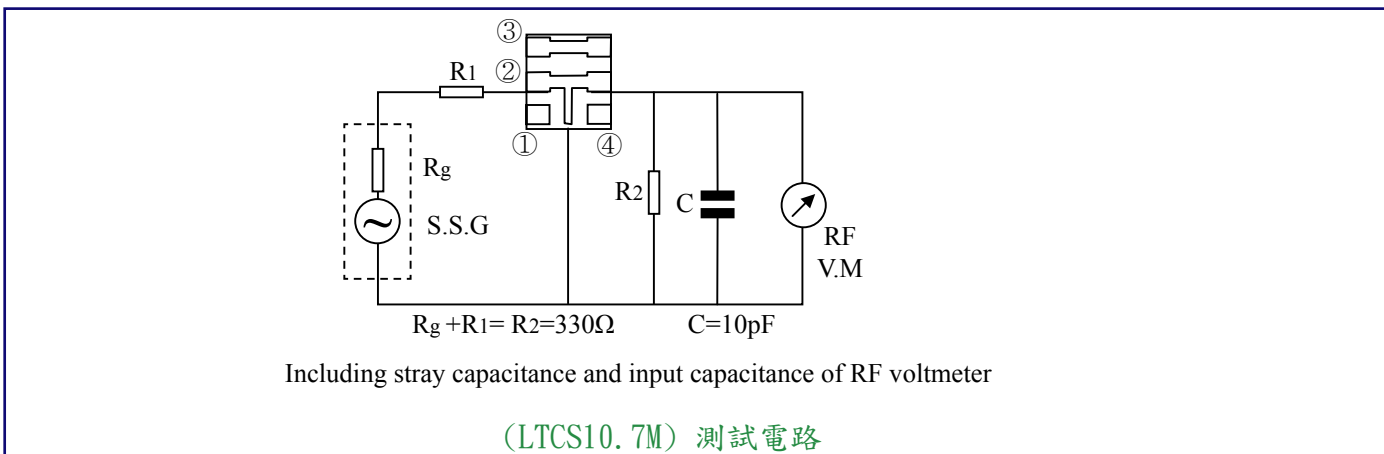 ③
②
R1
①
④
Rg
S.S.G
R2
C
RF
V.M
Rg +R1= R2=330Ω
C=10pF
Including stray capacitance and input capacitance of RF voltmeter
(LTCS10.7M) 測試電路